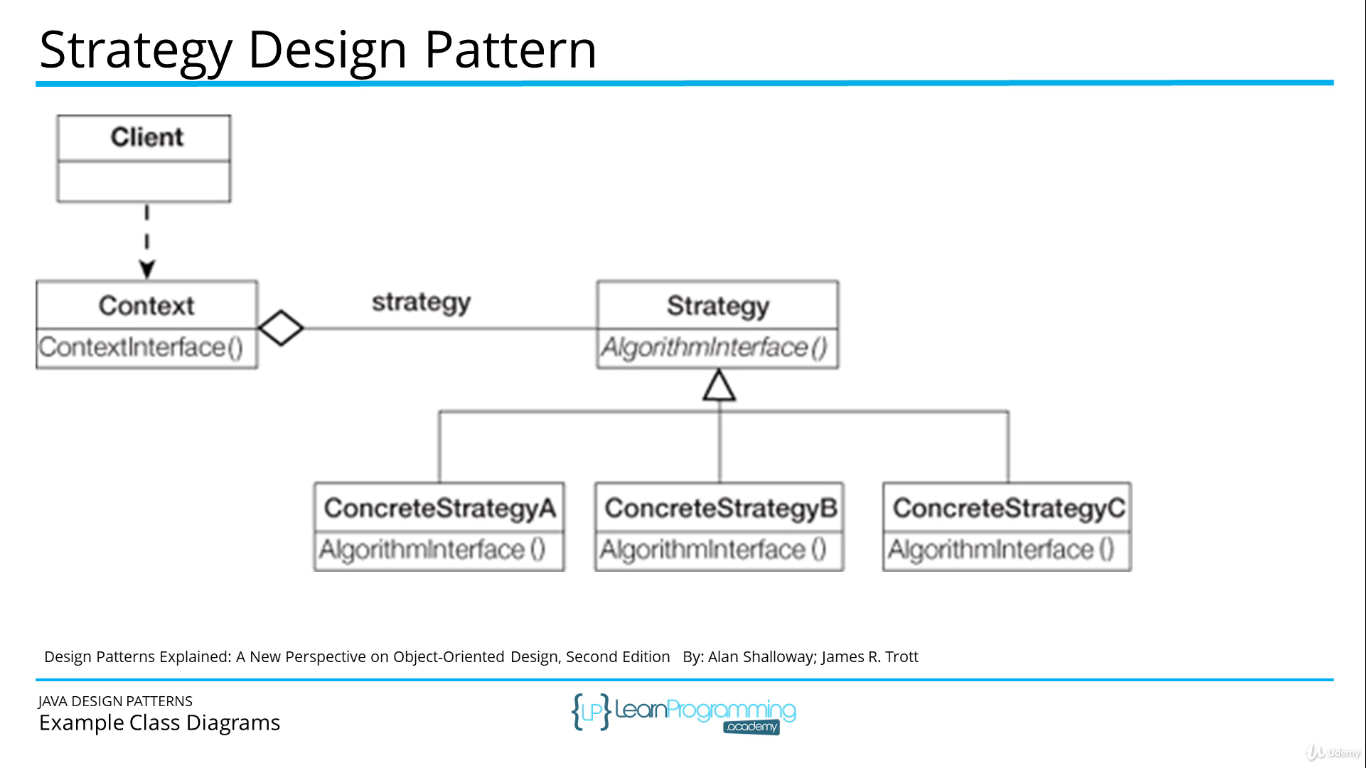 Strategy Design Pattern
Client
Context
ContextInterface()
strategy
Strategy
AlgorithmInterface()
ConcreteStrategyA
AlgorithmInterface ()
ConcreteStrategyB
AlgorithmInterface ()
ConcreteStrategyC
AlgorithmInterface ()
Design Patterns Explained: A New Perspective on Object-Oriented Design, Second Edition By: Alan Shalloway; James R. Trott
JAVA DESIGN PATTERNS
Example Class Diagrams
{LP} LearnProgramming
.academy
Udemy